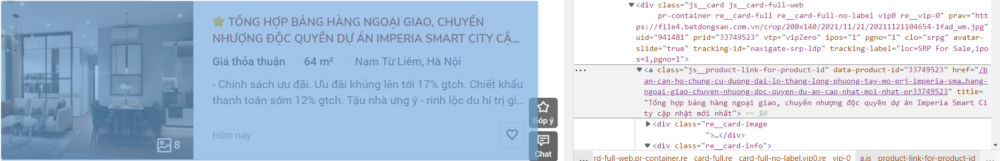 TỔNG HỢP BẢNG HÀNG NGOẠI GIAO, CHUYỂN
NHƯỢNG ĐỘC QUYỀN DỰ ÁN IMPERIA SMART CITY CẬ...
Giá thỏa thuận · 64 m² · Nam Từ Liêm, Hà Nội
- Chính sách ưu đãi. Ưu đãi khủng lên tới 17% gtch. Chiết khấu
thanh toán sớm 12% gtch. Tậu nhà ưng ý - rinh lộc du hí trị gi...
Hôm nay
8
Góp ý
Chat
<div class="js__card js__card-full-web
pr-container re__card-full re__card-full-no-label vip0 re__vip-0" prav="htt
ps://file4.batdongsan.com.vn/crop/200x140/2021/11/21/20211121104654-1fad_wm.jpg"
uid="941481" prid="33749523" vtp="vipZero" ipos="1" pgno="1" clo="srpg" avatar-
slide="true" tracking-id="navigate-srp-ldp" tracking-label="loc=SRP For Sale,ipo
s=1,pgno=1">
... <a class="js__product-link-for-product-id" data-product-id="33749523" href="/b
an-can-ho-chung-cu-duong-dai-lo-thang-long-phuong-tay-mo-prj-imperia-sma…hang-
ngoai-giao-chuyen-nhuong-doc-quyen-du-an-cap-nhat-moi-nhat-pr33749523" title=
"Tổng hợp bảng hàng ngoại giao, chuyển nhượng độc quyền dự án Imperia Smart Ci
ty cập nhật mới nhất"> == $0
<div class="re__card-image
">…</div>
<div class="re__card-info">
... rd-full-web.pr-container.re__card-full.re__card-full-no-label.vip0.re__vip-0 a.js__product-link-for-product-id